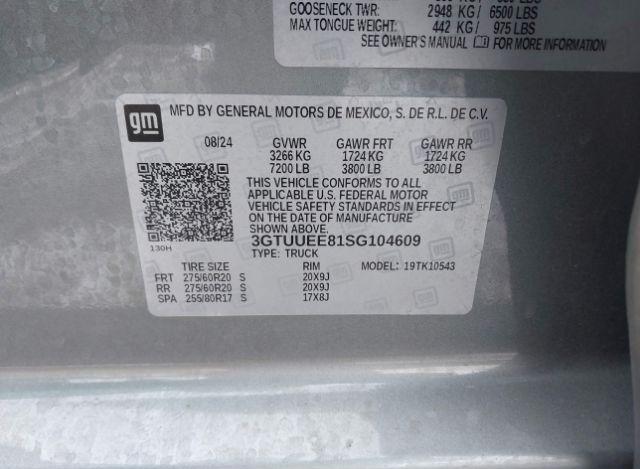 GOOSENECK TWR: 2948 KG/ 6500 LBS
MAX TONGUE WEIGHT: 442 KG/ 975 LBS
SEE OWNER'S MANUAL FOR MORE INFORMATION
gm
MFD BY GENERAL MOTORS DE MEXICO, S. DE R.L. DE C.V.
08/24 GVWR GAWR FRT GAWR RR
3266 KG 1724 KG 1724 KG
7200 LB 3800 LB 3800 LB
THIS VEHICLE CONFORMS TO ALL
APPLICABLE U.S. FEDERAL MOTOR
VEHICLE SAFETY STANDARDS IN EFFECT
ON THE DATE OF MANUFACTURE
SHOWN ABOVE.
130H 3GTUUEE81SG104609
TYPE: TRUCK
TIRE SIZE RIM MODEL: 19TK10543
FRT 275/60R20 S 20X9J
RR 275/60R20 S 20X9J
SPA 255/80R17 S 17X8J